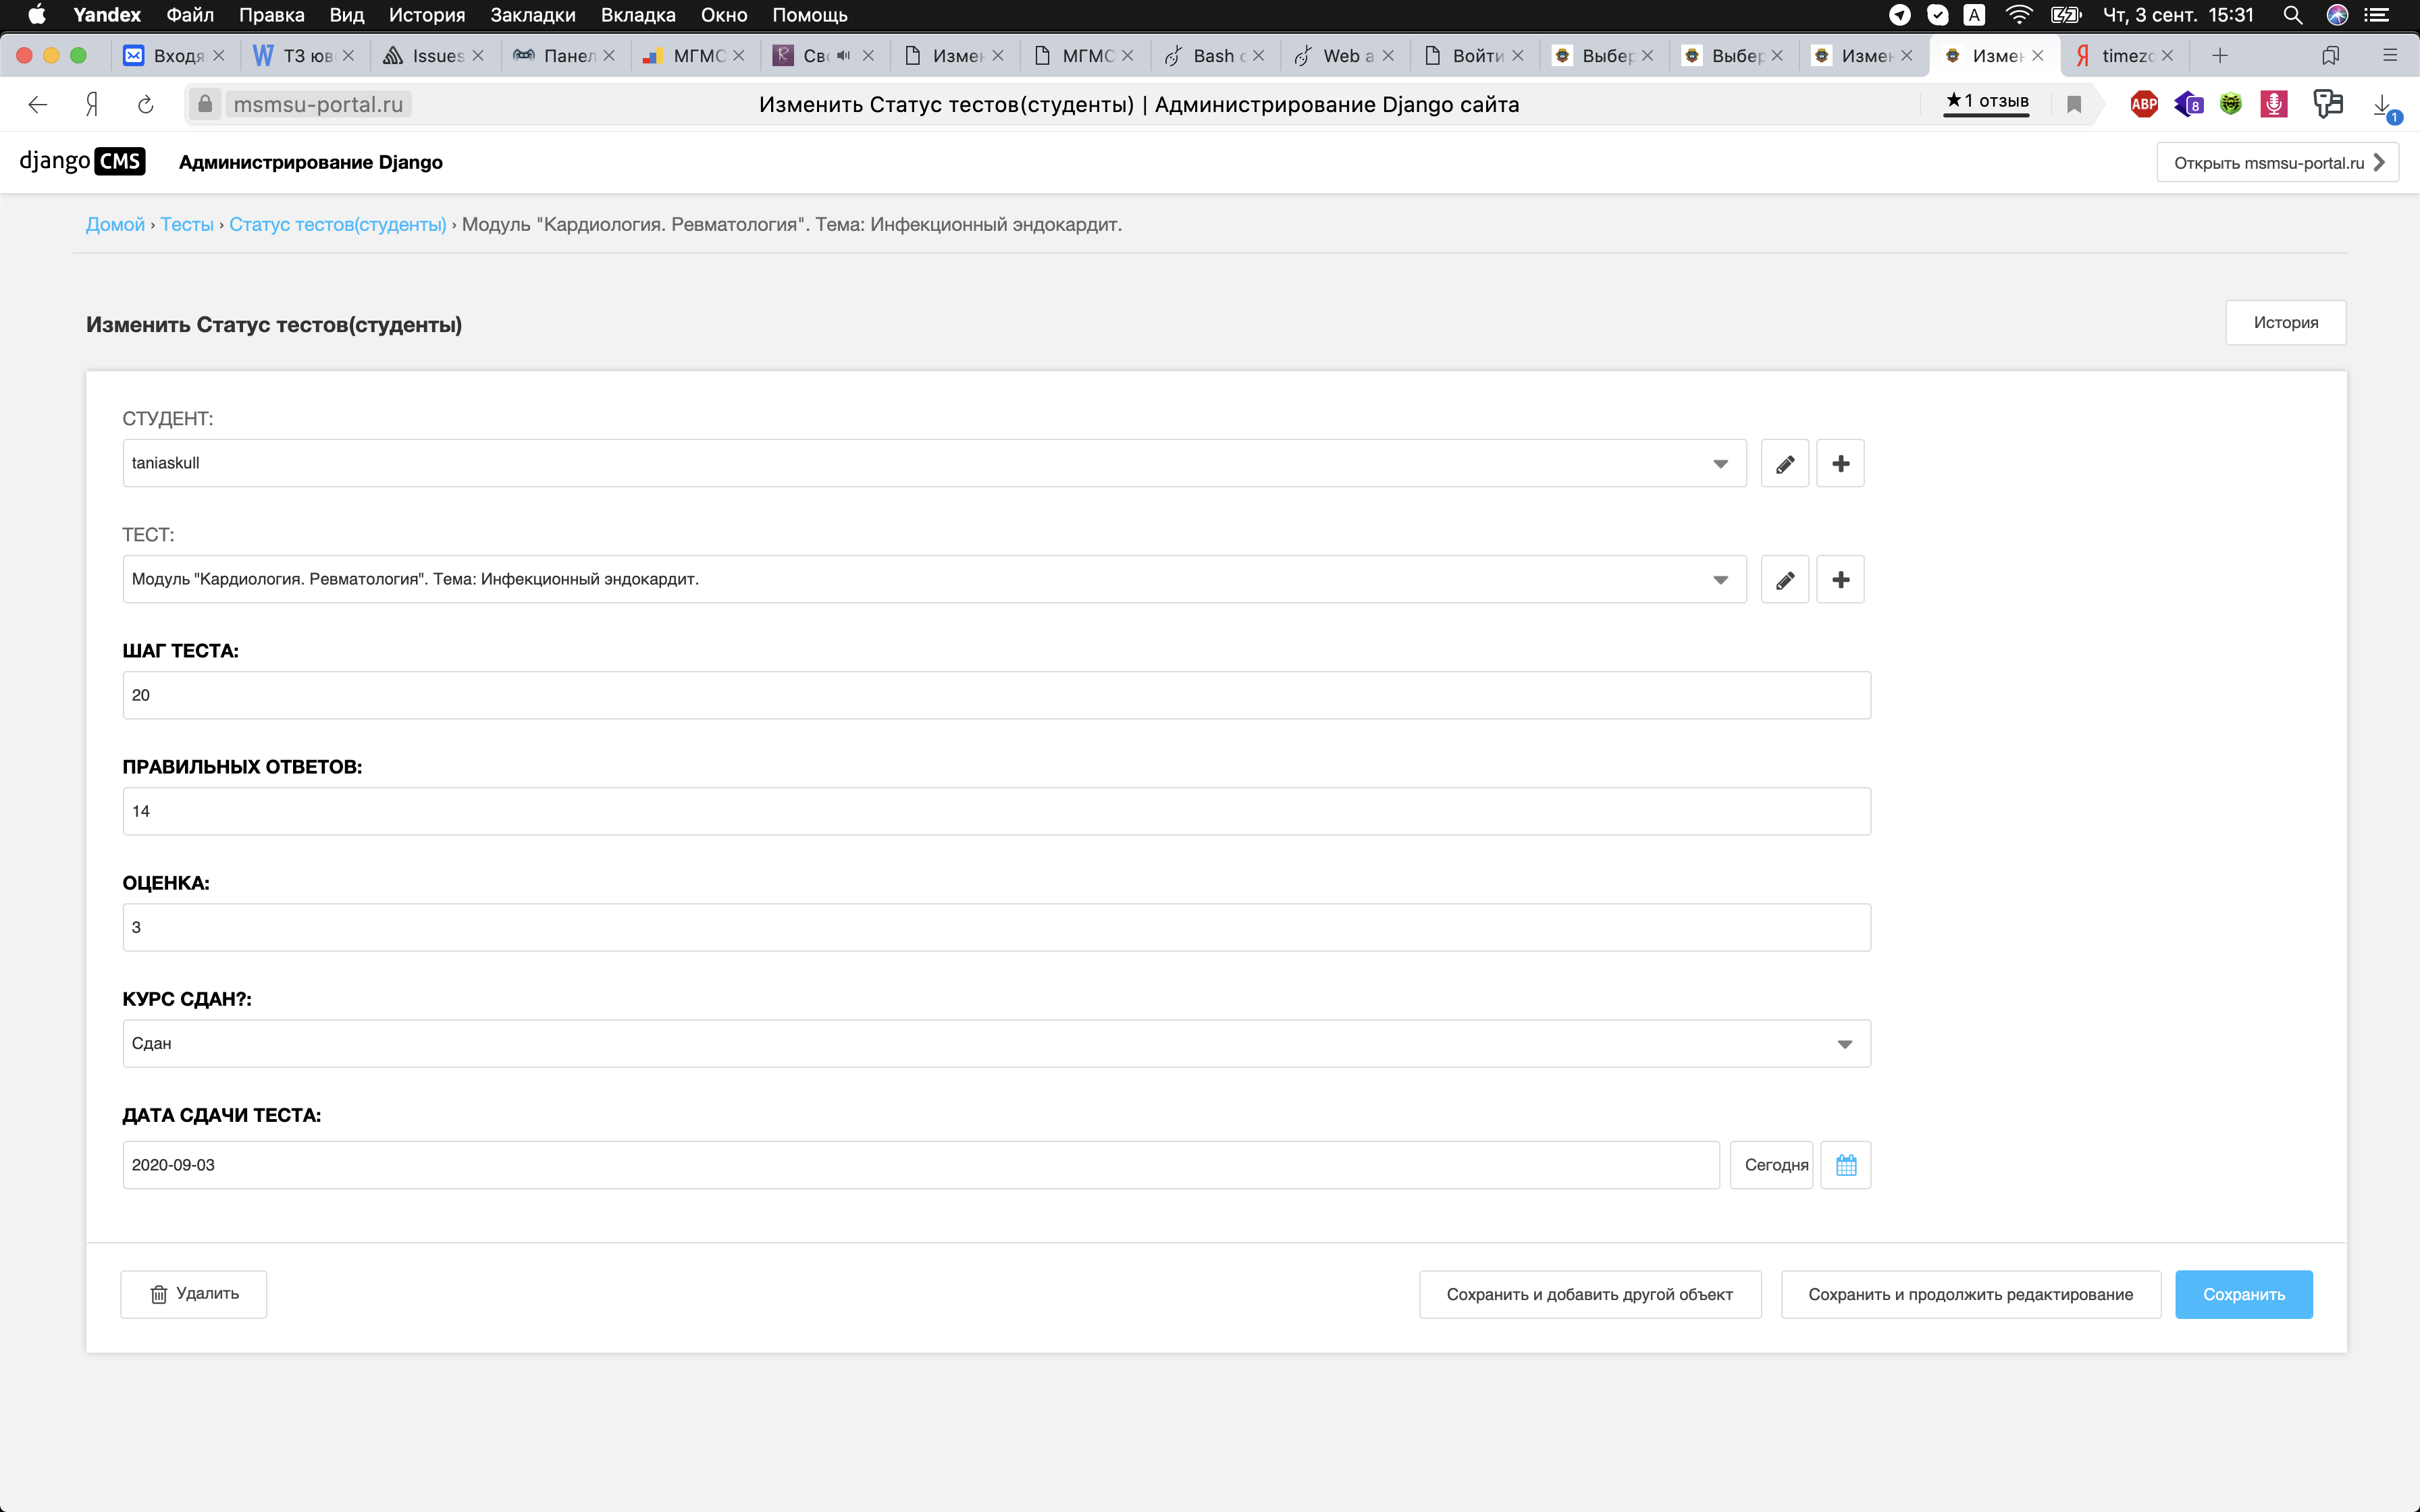 Yandex Файл Правка Вид История Закладки Вкладка Окно Помощь A Чт, 3 сент. 15:31
Входя ТЗ юв Issues Панел МГМС Св Измен МГМС Bash Web a Войти Выбер Выбер Измен Измен timez
msmsu-portal.ru Изменить Статус тестов(студенты) | Администрирование Django сайта ★1 отзыв ABP 8 1
django CMS Администрирование Django Открыть msmsu-portal.ru
Домой › Тесты › Статус тестов(студенты) › Модуль "Кардиология. Ревматология". Тема: Инфекционный эндокардит.
Изменить Статус тестов(студенты) История
СТУДЕНТ:
taniaskull
ТЕСТ:
Модуль "Кардиология. Ревматология". Тема: Инфекционный эндокардит.
ШАГ ТЕСТА:
20
ПРАВИЛЬНЫХ ОТВЕТОВ:
14
ОЦЕНКА:
3
КУРС СДАН?:
Сдан
ДАТА СДАЧИ ТЕСТА:
2020-09-03 Сегодня
Удалить Сохранить и добавить другой объект Сохранить и продолжить редактирование Сохранить